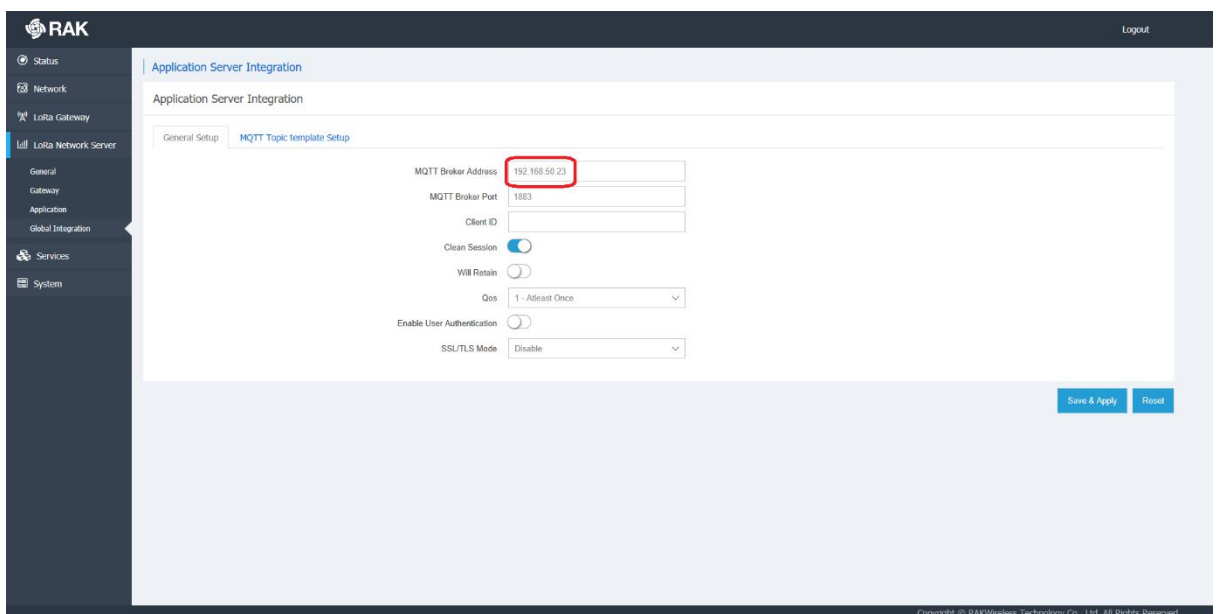 RAK
Logout
Status
Network
LoRa Gateway
LoRa Network Server
General
Gateway
Application
Global Integration
Services
System
Application Server Integration
Application Server Integration
General Setup MQTT Topic template Setup
MQTT Broker Address 192.168.50.23
MQTT Broker Port 1883
Client ID
Clean Session
Will Retain
Qos 1 - Atleast Once
Enable User Authentication
SSL/TLS Mode Disable
Save & Apply Reset
Copyright © RAKWireless Technology Co., Ltd. All Rights Reserved